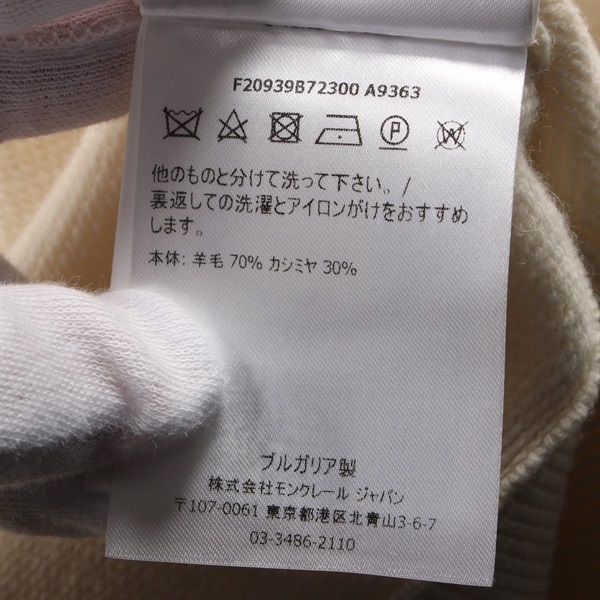 F20939B72300 A9363
P
W
他のものと分けて洗って下さい。/
裏返しての洗濯とアイロンがけをおすすめ
します。
本体: 羊毛 70% カシミヤ 30%
ブルガリア製
株式会社モンクレール ジャパン
〒107-0061 東京都港区北青山3-6-7
03-3486-2110